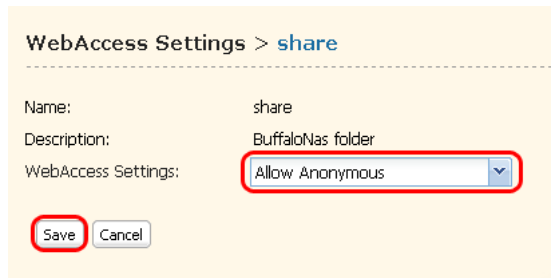 WebAccess Settings > share
Name: share
Description: BuffaloNas folder
WebAccess Settings: Allow Anonymous
Save Cancel